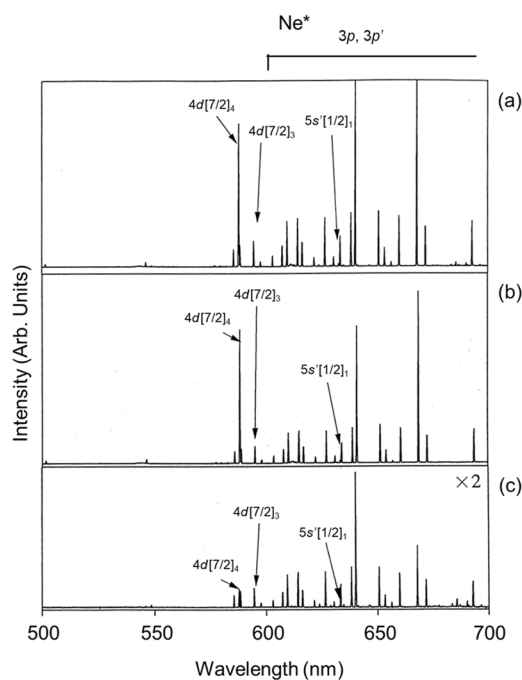 Ne*
3p, 3p'
(a)
4d[7/2]₄
4d[7/2]₃
5s'[1/2]₁
(b)
4d[7/2]₃
4d[7/2]₄
5s'[1/2]₁
(c)
×2
4d[7/2]₃
4d[7/2]₄
5s'[1/2]₁
Intensity (Arb. Units)
500 550 600 650 700
Wavelength (nm)